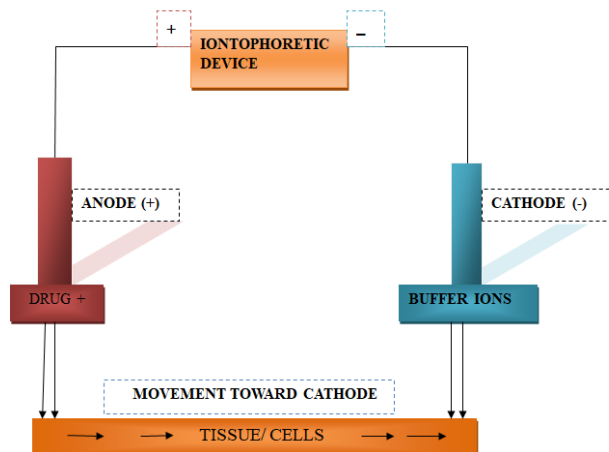 +
–
IONTOPHORETIC
DEVICE
ANODE (+)
CATHODE (-)
DRUG +
BUFFER IONS
MOVEMENT TOWARD CATHODE
TISSUE/ CELLS